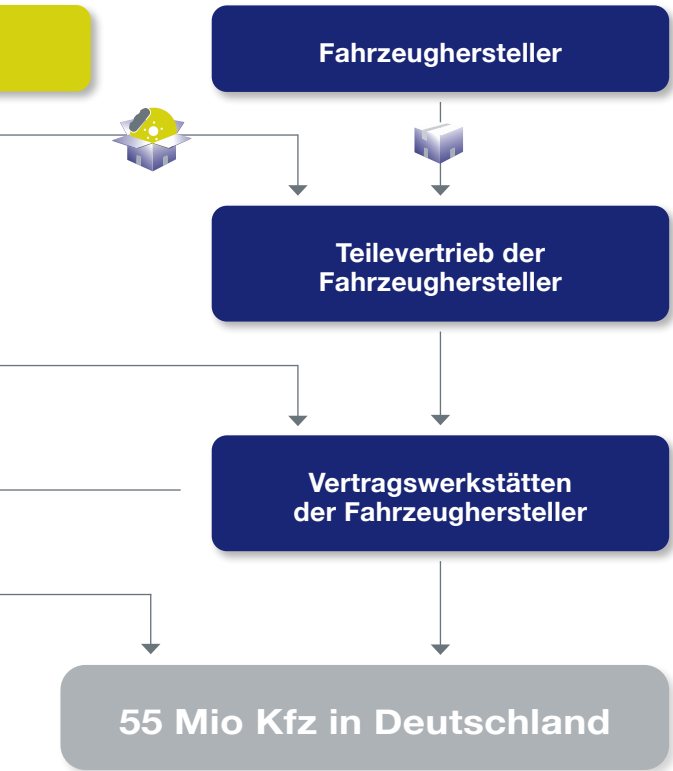 Fahrzeughersteller
Teilevertrieb der
Fahrzeughersteller
Vertragswerkstätten
der Fahrzeughersteller
55 Mio Kfz in Deutschland